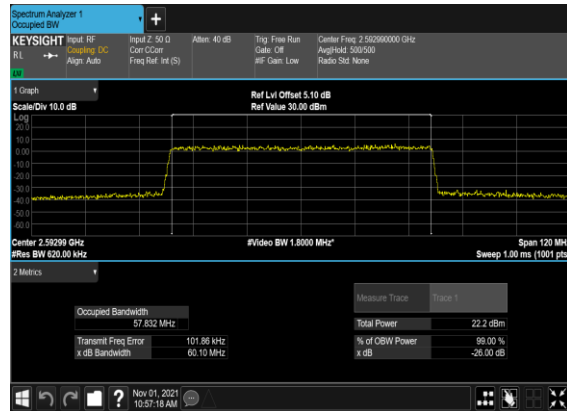 Spectrum Analyzer 1
Occupied BW
+
KEYSIGHT Input: RF Input Z: 50 Ω Atten: 40 dB Trig: Free Run Center Freq: 2.592990000 GHz
RL Coupling: DC Corr CCorr Gate: Off Avg|Hold: 500/500
Align: Auto Freq Ref: Int (S) #IF Gain: Low Radio Std: None
1 Graph
Ref Lvl Offset 5.10 dB
Scale/Div 10.0 dB Ref Value 30.00 dBm
Log
20.0
10.0
0.00
-10.0
-20.0
-30.0
-40.0
-50.0
-60.0
Center 2.59299 GHz #Video BW 1.8000 MHz* Span 120 MH
#Res BW 620.00 kHz Sweep 1.00 ms (1001 pts
2 Metrics
Measure Trace Trace 1
Occupied Bandwidth
57.832 MHz Total Power 22.2 dBm
Transmit Freq Error 101.86 kHz % of OBW Power 99.00 %
x dB Bandwidth 60.10 MHz x dB -26.00 dB
? Nov 01, 2021
10:57:18 AM